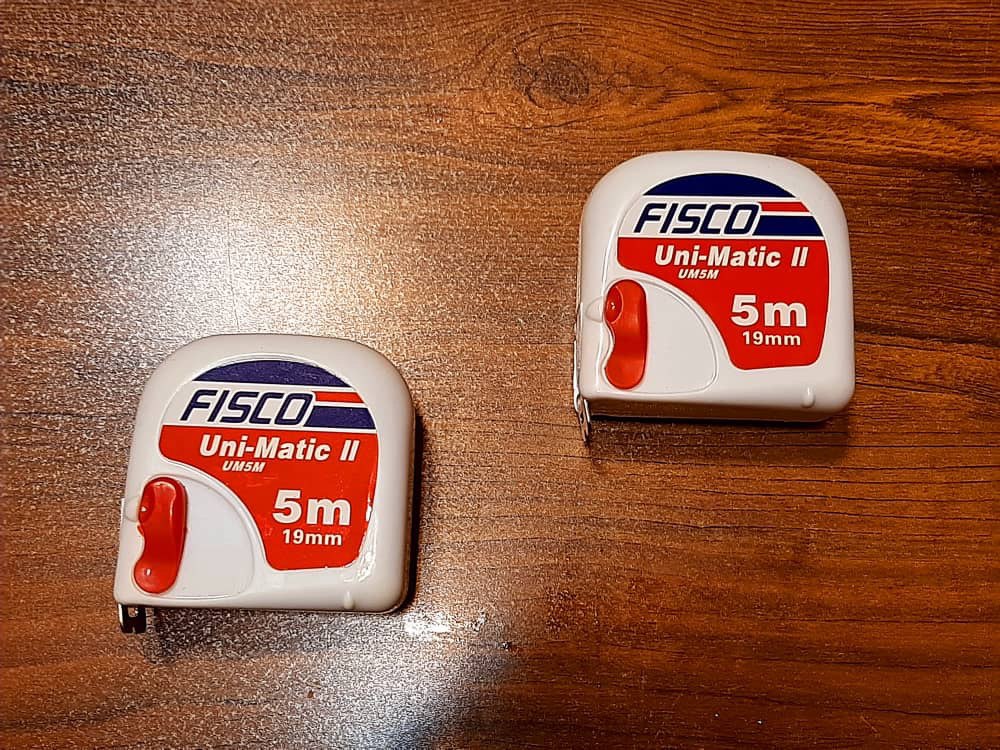 FISCO
Uni-Matic II
UM5M
5m
19mm
FISCO
Uni-Matic II
UM5M
5m
19mm